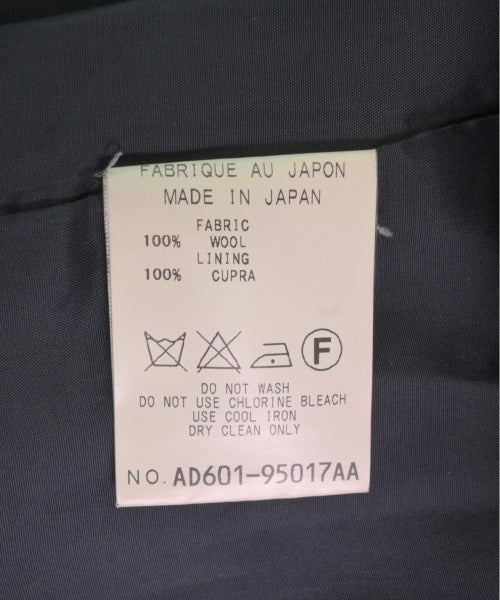 FABRIQUE AU JAPON
MADE IN JAPAN
FABRIC
100% WOOL
LINING
100% CUPRA
F
DO NOT WASH
DO NOT USE CHLORINE BLEACH
USE COOL IRON
DRY CLEAN ONLY
NO. AD601-95017AA